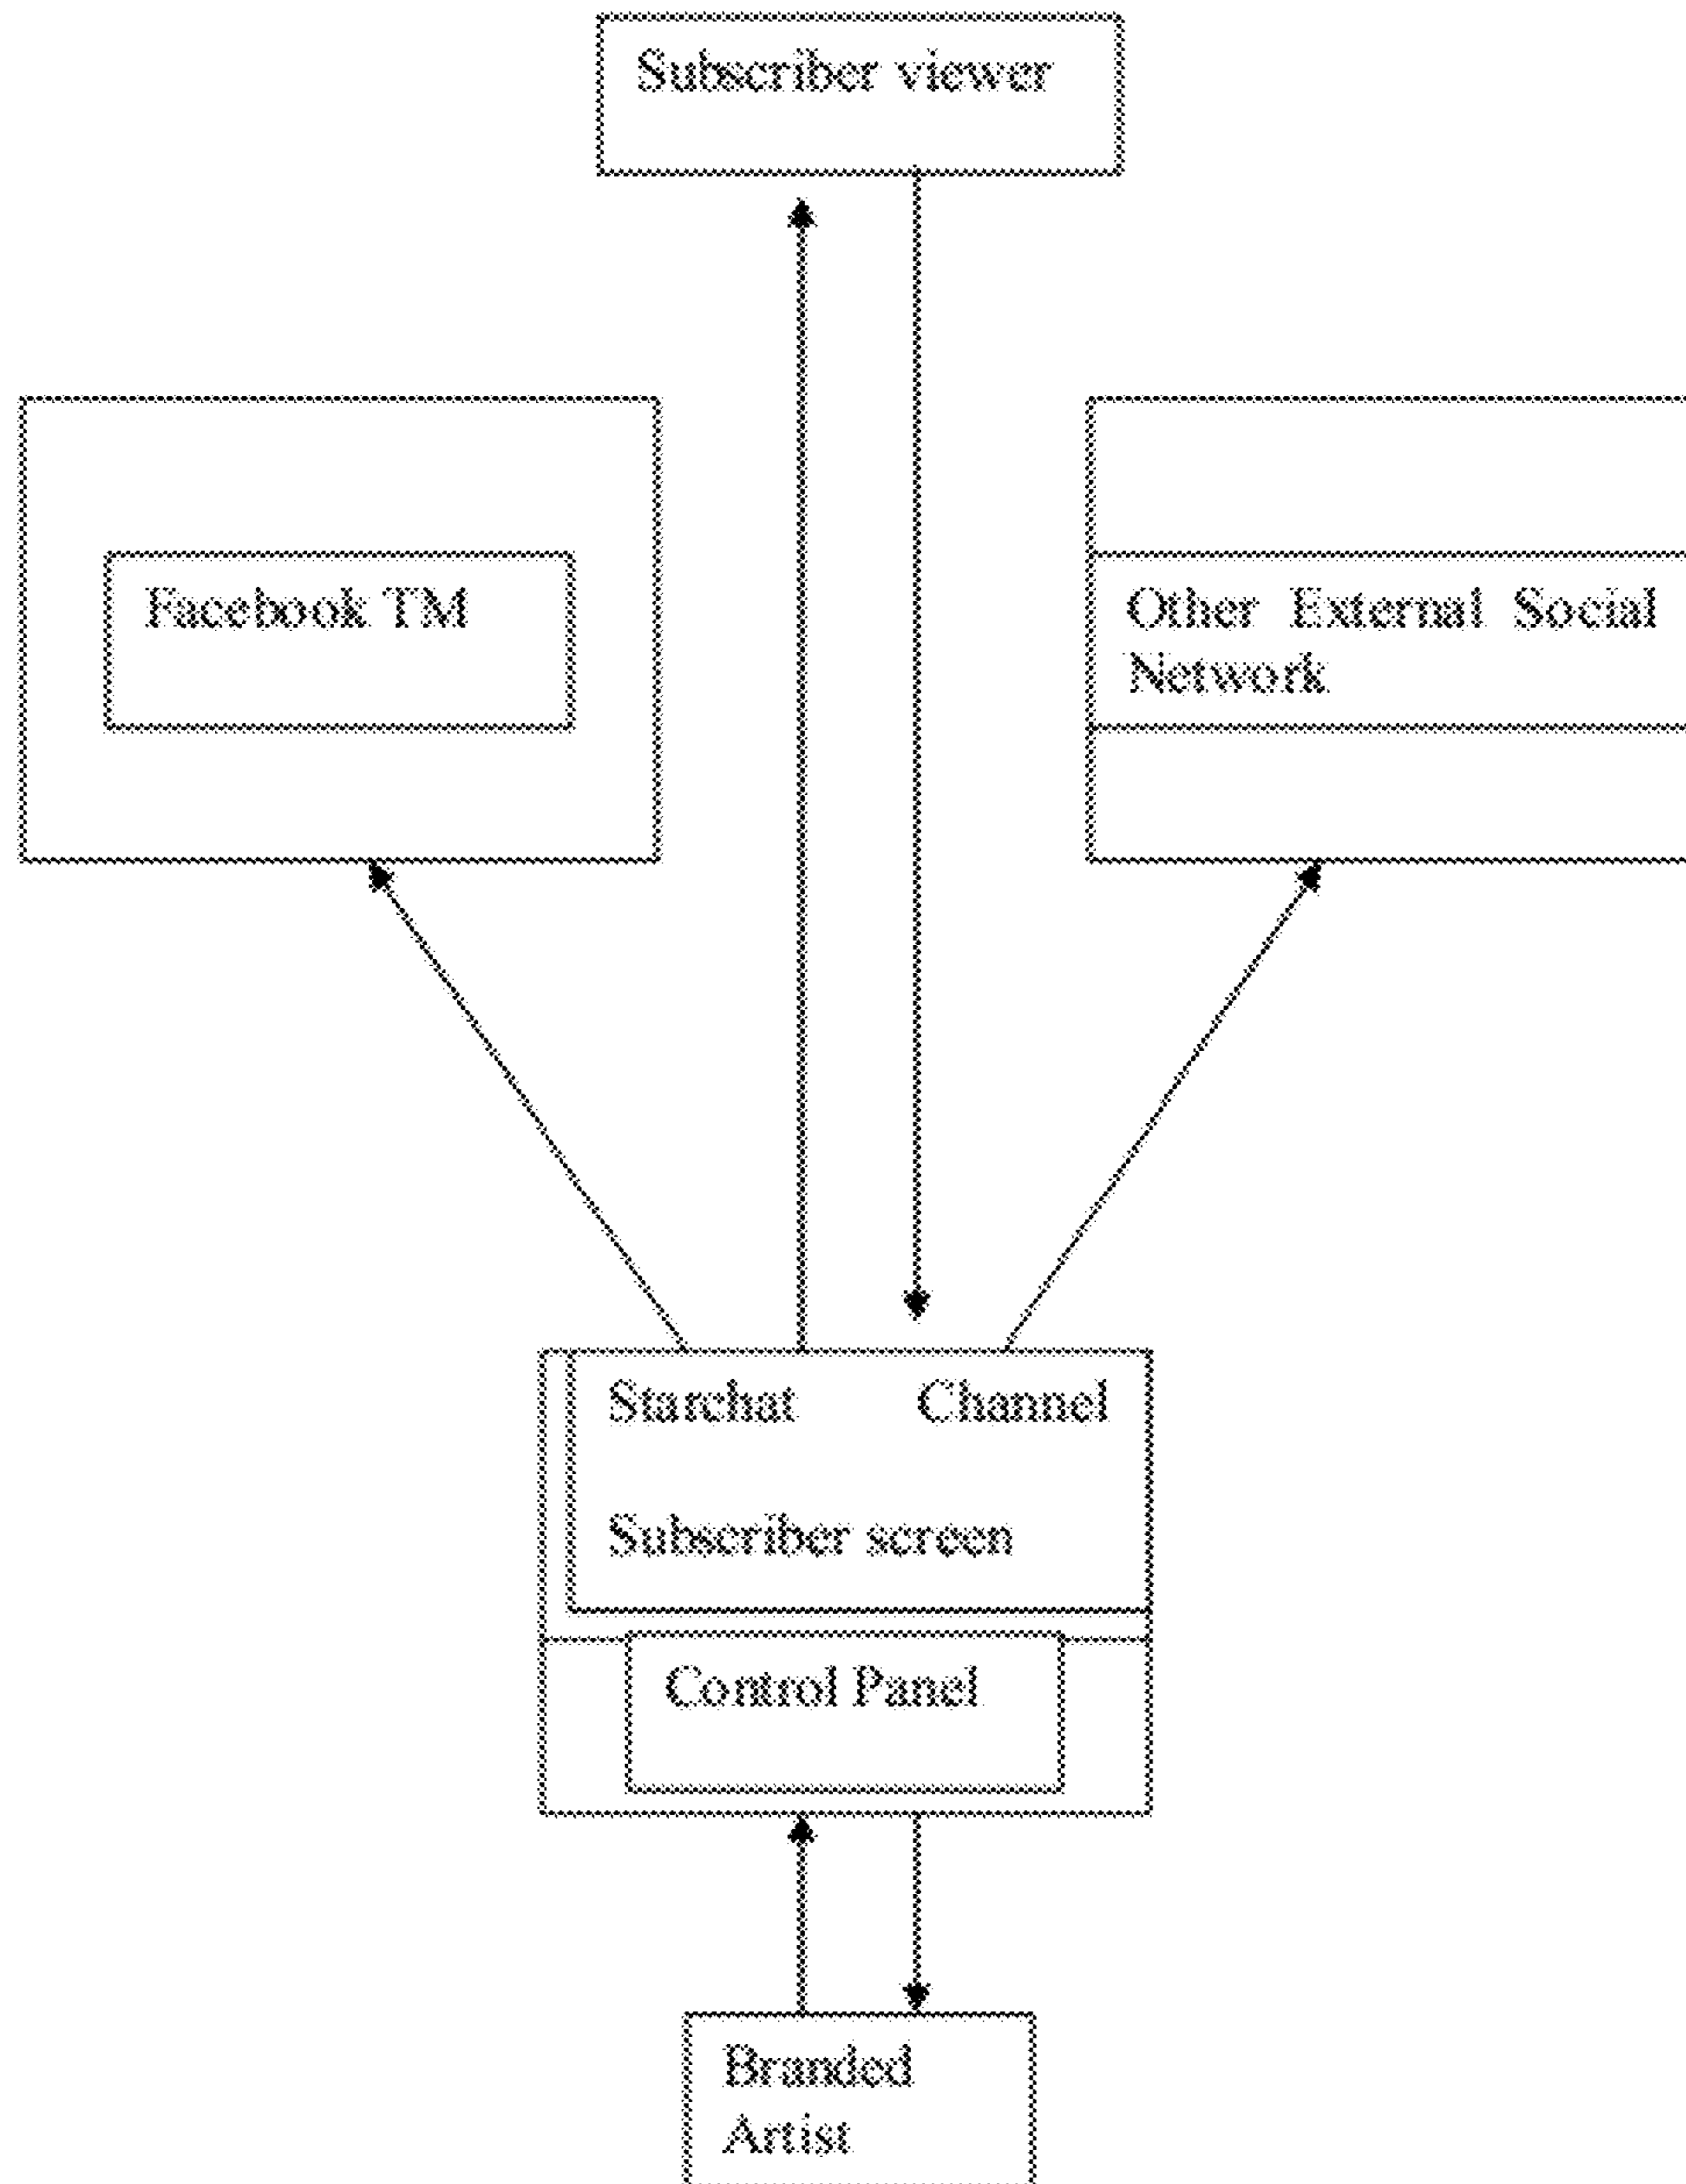 Subscriber viewer
Facebook TM
Other External Social
Network
Starchat Channel
Subscriber screen
Control Panel
Branded
Artist